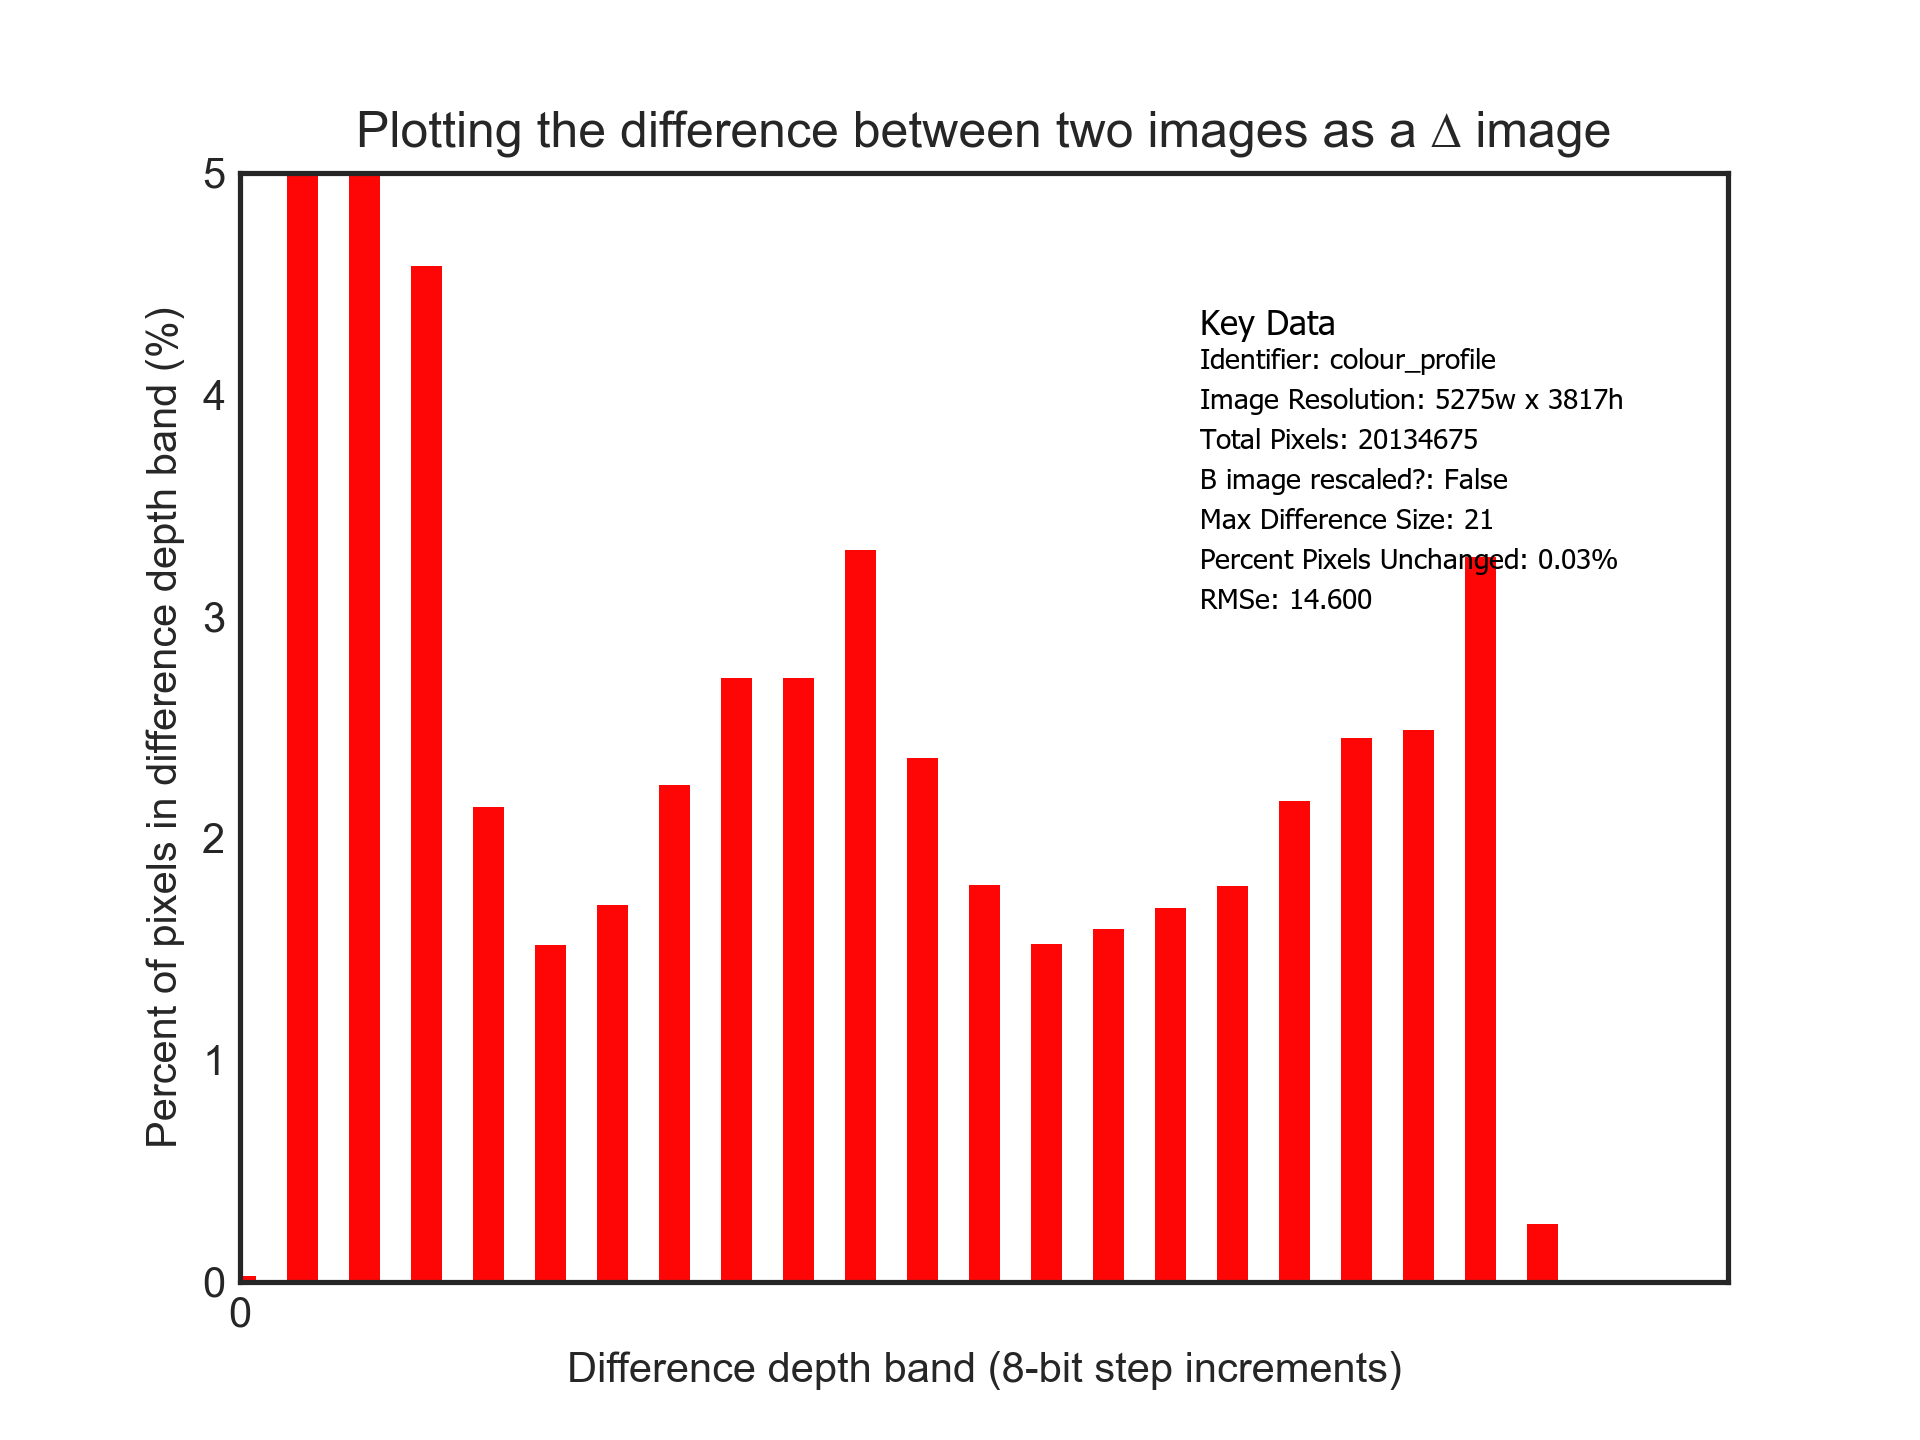 Plotting the difference between two images as a Δ image
5
4
3
2
1
0
0
Percent of pixels in difference depth band (%)
Key Data
Identifier: colour_profile
Image Resolution: 5275w x 3817h
Total Pixels: 20134675
B image rescaled?: False
Max Difference Size: 21
Percent Pixels Unchanged: 0.03%
RMSe: 14.600
Difference depth band (8-bit step increments)